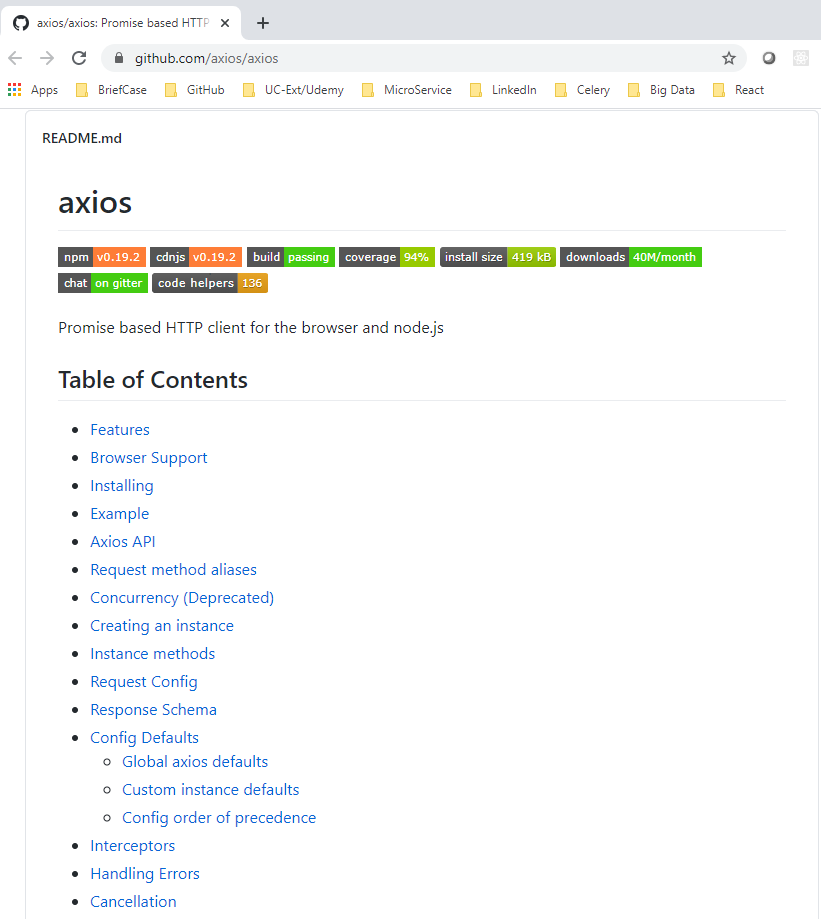 axios/axios: Promise based HTTP
github.com/axios/axios
Apps BriefCase GitHub UC-Ext/Udemy MicroService LinkedIn Celery Big Data React
README.md
axios
npm v0.19.2 cdnjs v0.19.2 build passing coverage 94% install size 419 kB downloads 40M/month
chat on gitter code helpers 136
Promise based HTTP client for the browser and node.js
Table of Contents
Features
Browser Support
Installing
Example
Axios API
Request method aliases
Concurrency (Deprecated)
Creating an instance
Instance methods
Request Config
Response Schema
Config Defaults
Global axios defaults
Custom instance defaults
Config order of precedence
Interceptors
Handling Errors
Cancellation